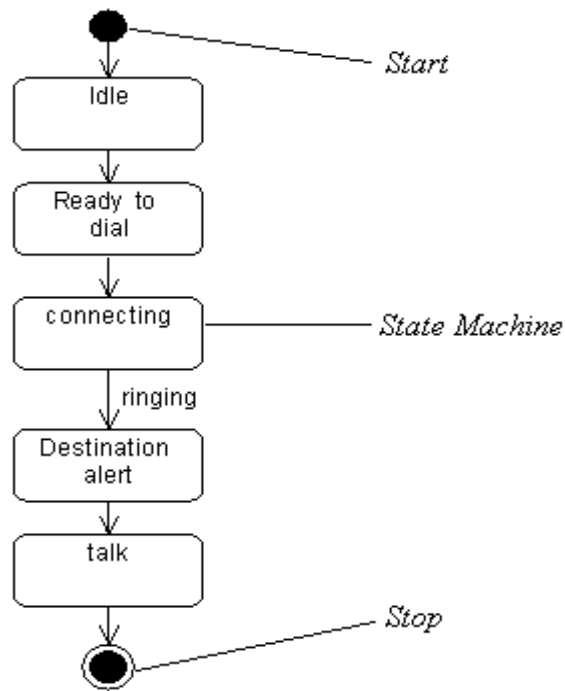 Start
Idle
Ready to
dial
connecting
State Machine
ringing
Destination
alert
talk
Stop